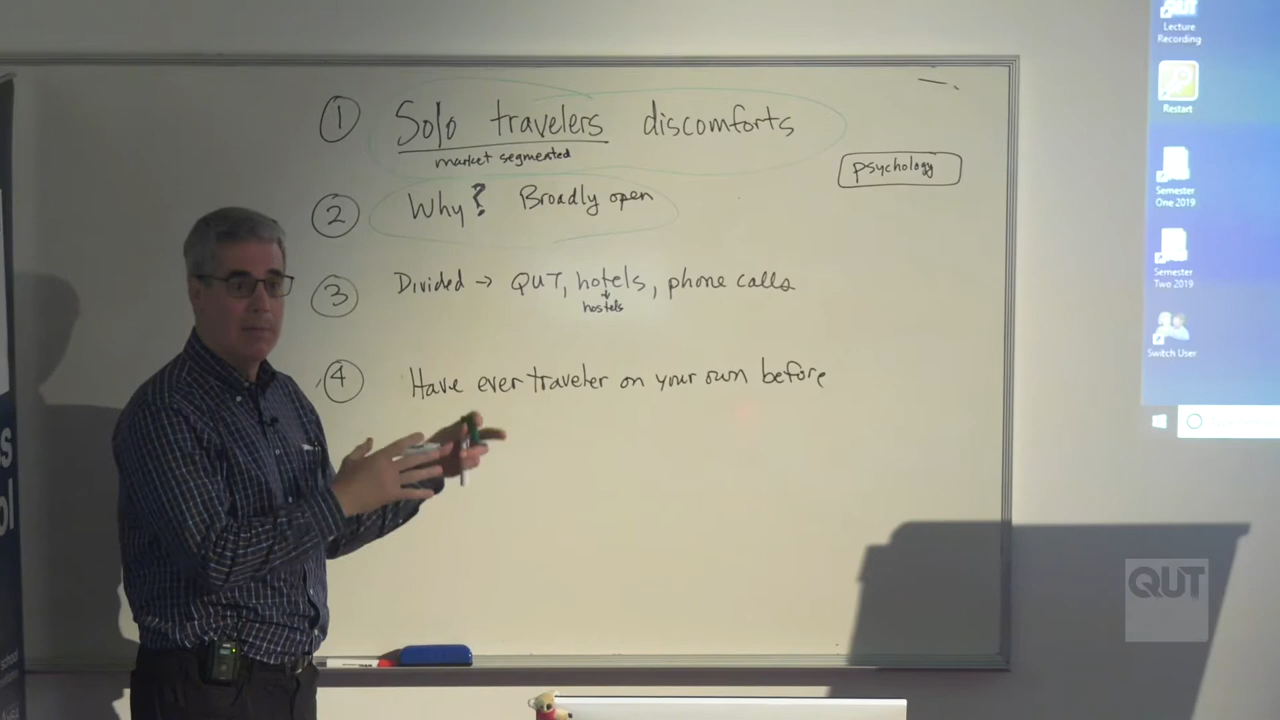 ① Solo travelers discomforts
market segmented
psychology
② Why? Broadly open
③ Divided → QUT, hotels, phone calls
hostels
④ Have ever traveler on your own before
QUT
Lecture
Recording
Restart
Semester
One 2019
Semester
Two 2019
Switch User
QUT
school